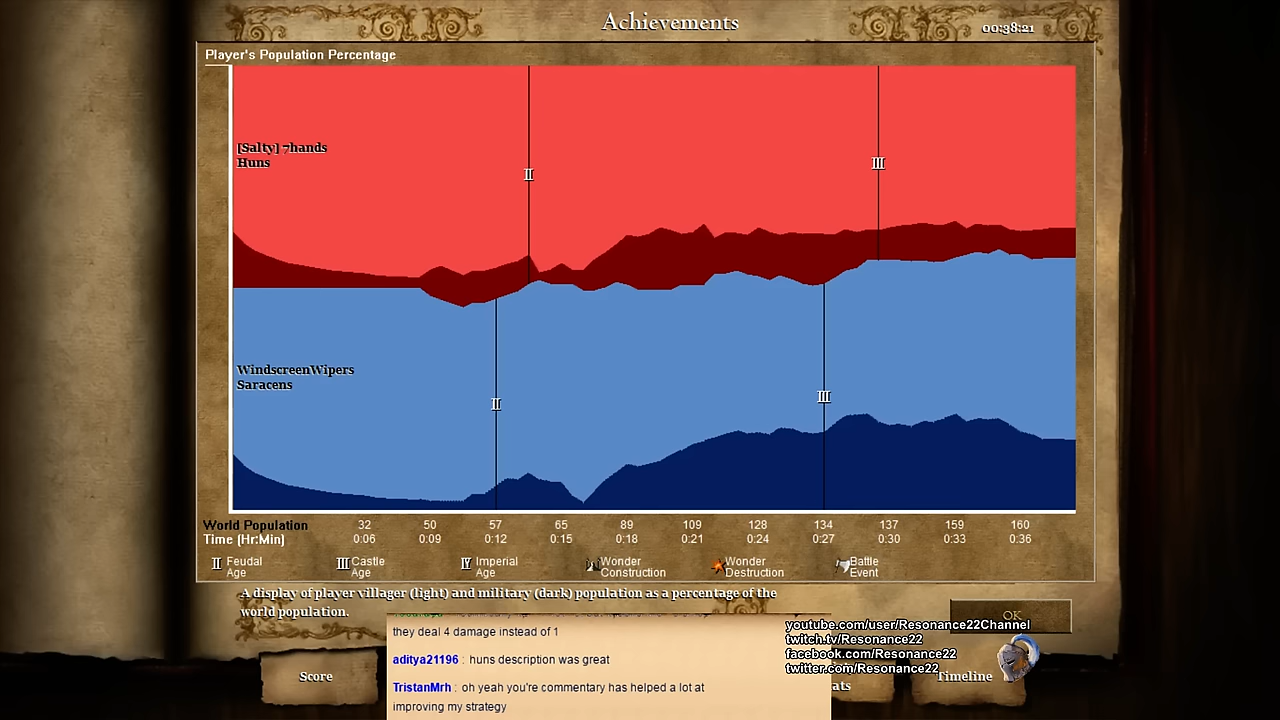 Achievements
00:38:21
Player's Population Percentage
[Salty] 7hands
Huns
II
III
WindscreenWipers
Saracens
II
III
World Population 32 50 57 65 89 109 128 134 137 159 160
Time (Hr:Min) 0:06 0:09 0:12 0:15 0:18 0:21 0:24 0:27 0:30 0:33 0:36
II Feudal Age
III Castle Age
IV Imperial Age
Wonder Construction
Wonder Destruction
Battle Event
A display of player villager (light) and military (dark) population as a percentage of the
world population.
OK
they deal 4 damage instead of 1
aditya21196 : huns description was great
TristanMrh : oh yeah you're commentary has helped a lot at
improving my strategy
youtube.com/user/Resonance22Channel
twitch.tv/Resonance22
facebook.com/Resonance22
twitter.com/Resonance22
Score
Timeline